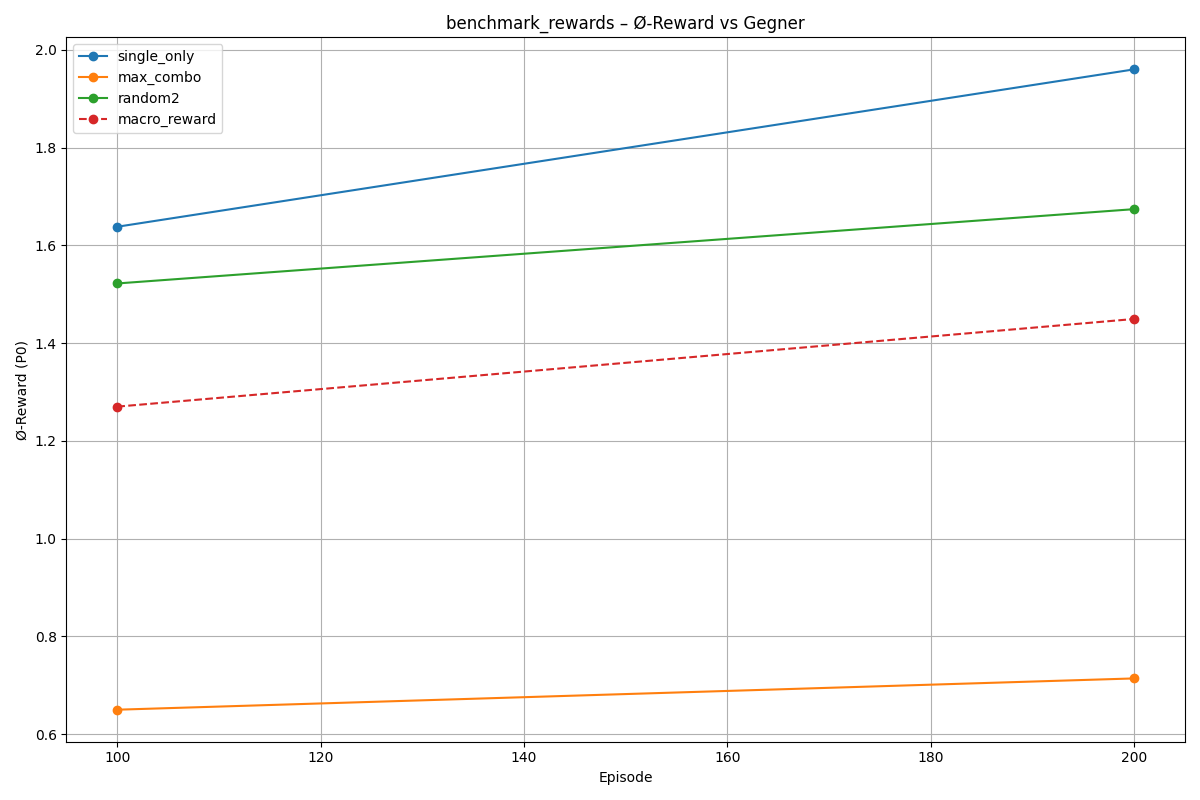 benchmark_rewards – Ø-Reward vs Gegner
single_only
max_combo
random2
macro_reward
Ø-Reward (P0)
2.0
1.8
1.6
1.4
1.2
1.0
0.8
0.6
100 120 140 160 180 200
Episode